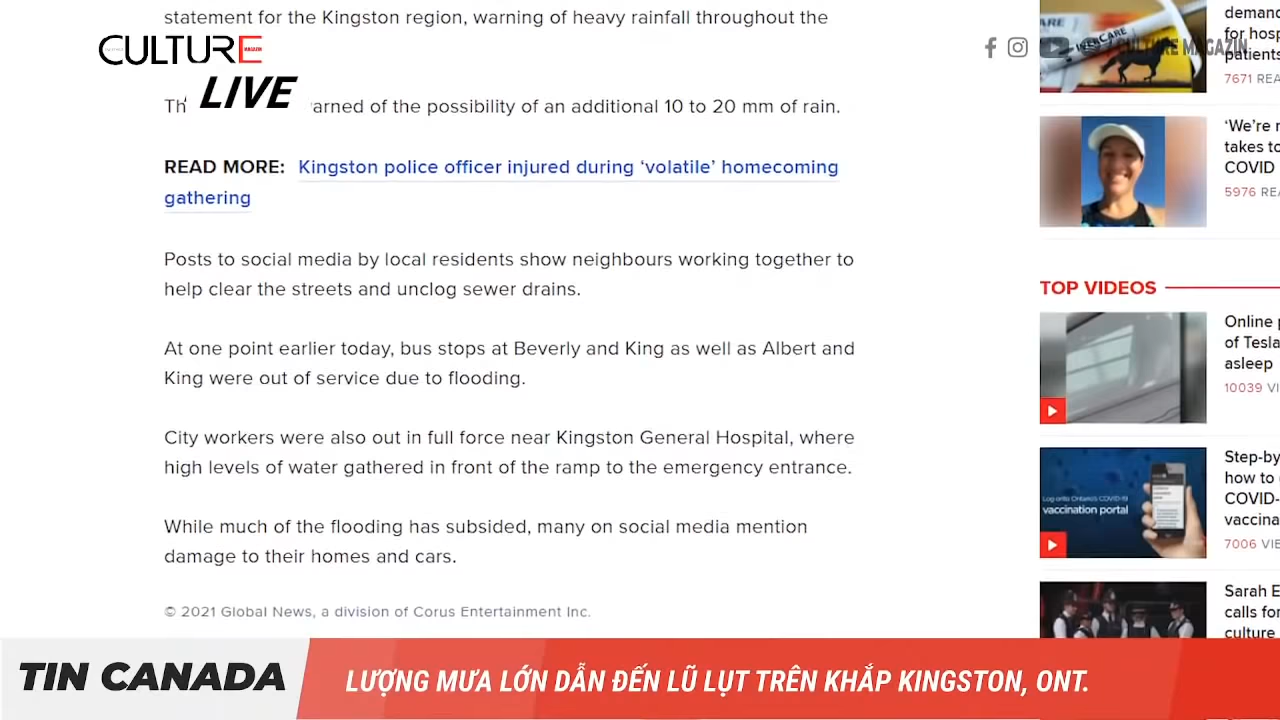 statement for the Kingston region, warning of heavy rainfall throughout the
CULTURE
LIVE
Th arned of the possibility of an additional 10 to 20 mm of rain.
READ MORE: Kingston police officer injured during ‘volatile’ homecoming
gathering
Posts to social media by local residents show neighbours working together to
help clear the streets and unclog sewer drains.
At one point earlier today, bus stops at Beverly and King as well as Albert and
King were out of service due to flooding.
City workers were also out in full force near Kingston General Hospital, where
high levels of water gathered in front of the ramp to the emergency entrance.
While much of the flooding has subsided, many on social media mention
damage to their homes and cars.
© 2021 Global News, a division of Corus Entertainment Inc.
demand
for hosp
patients
CULTURE MAGAZIN
7671 REA
‘We’re n
takes to
COVID
5976 REA
TOP VIDEOS
Online p
of Tesla
asleep
10039 VI
Log onto Ontario's COVID-19
vaccination portal
Step-by
how to
COVID-
vaccina
7006 VIE
Sarah E
calls for
culture
TIN CANADA
LƯỢNG MƯA LỚN DẪN ĐẾN LŨ LỤT TRÊN KHẮP KINGSTON, ONT.